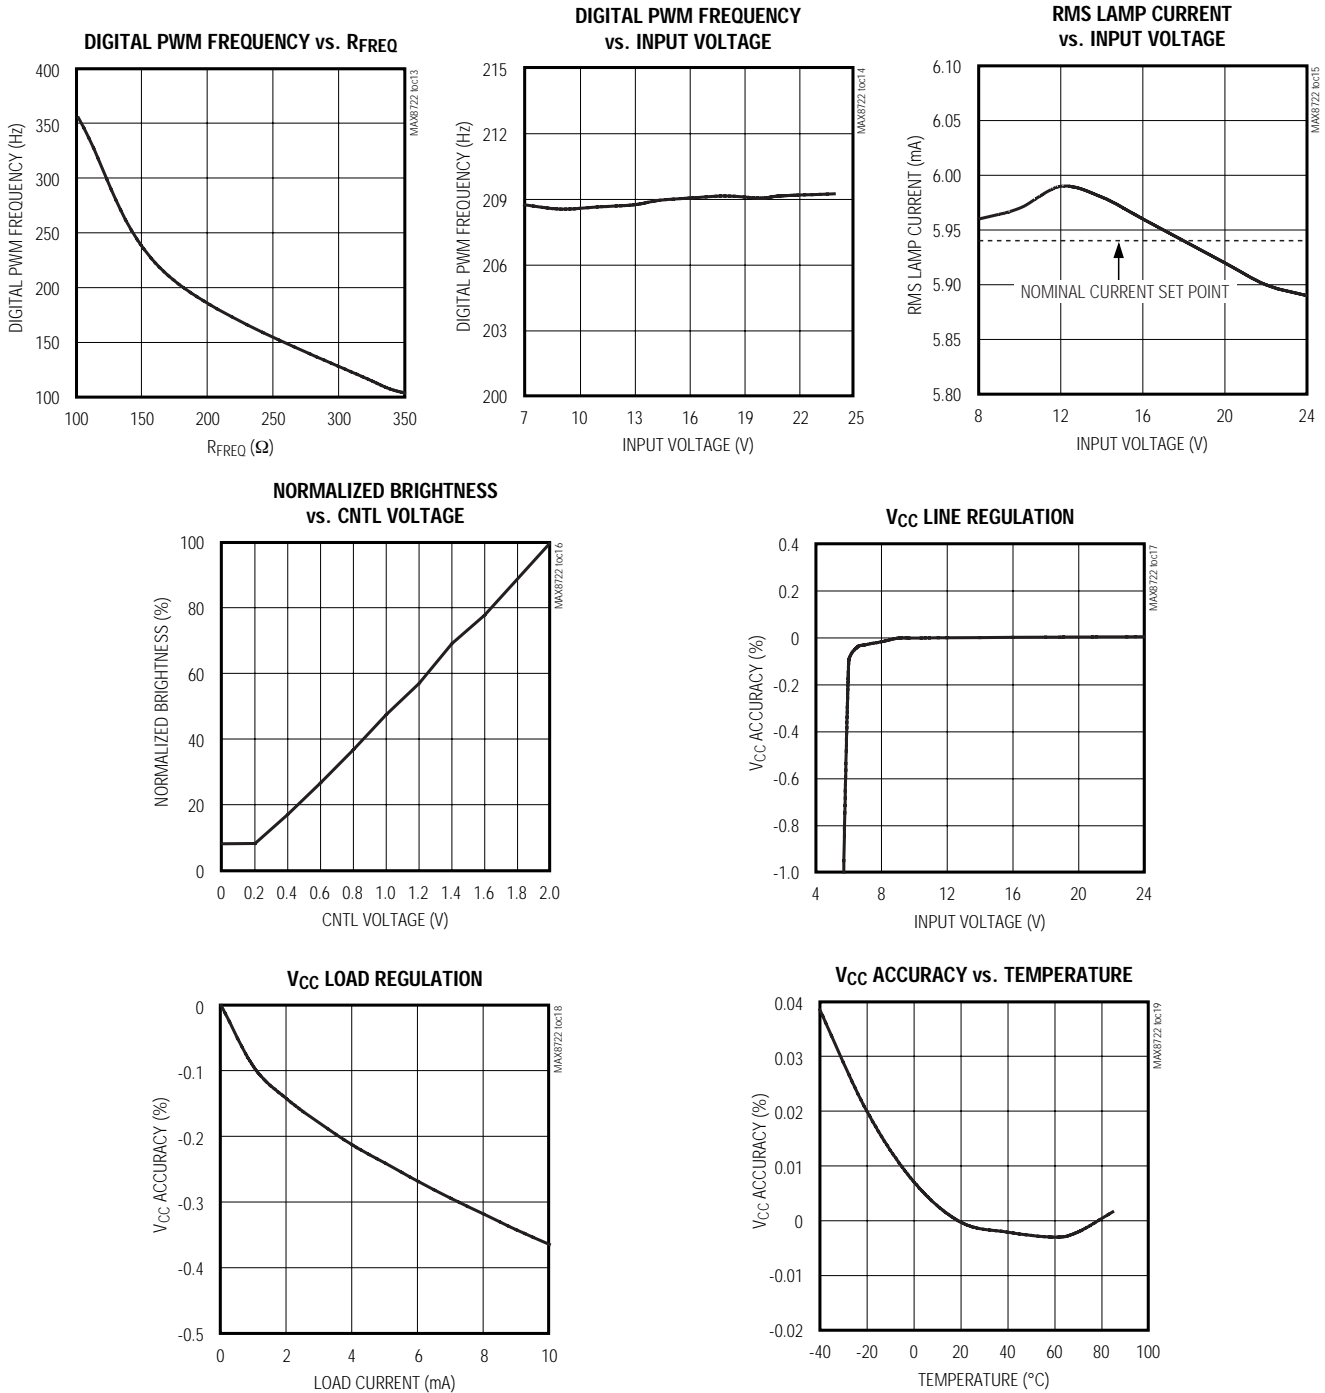 DIGITAL PWM FREQUENCY vs. RFREQ
DIGITAL PWM FREQUENCY (Hz)
400
350
300
250
200
150
100
100 150 200 250 300 350
RFREQ (Ω)
MAX8722 toc13
DIGITAL PWM FREQUENCY
vs. INPUT VOLTAGE
DIGITAL PWM FREQUENCY (Hz)
215
212
209
206
203
200
7 10 13 16 19 22 25
INPUT VOLTAGE (V)
MAX8722 toc14
RMS LAMP CURRENT
vs. INPUT VOLTAGE
RMS LAMP CURRENT (mA)
6.10
6.05
6.00
5.95
5.90
5.85
5.80
NOMINAL CURRENT SET POINT
8 12 16 20 24
INPUT VOLTAGE (V)
MAX8722 toc15
NORMALIZED BRIGHTNESS
vs. CNTL VOLTAGE
NORMALIZED BRIGHTNESS (%)
100
80
60
40
20
0
0 0.2 0.4 0.6 0.8 1.0 1.2 1.4 1.6 1.8 2.0
CNTL VOLTAGE (V)
MAX8722 toc16
VCC LINE REGULATION
VCC ACCURACY (%)
0.4
0.2
0
-0.2
-0.4
-0.6
-0.8
-1.0
4 8 12 16 20 24
INPUT VOLTAGE (V)
MAX8722 toc17
VCC LOAD REGULATION
VCC ACCURACY (%)
0
-0.1
-0.2
-0.3
-0.4
-0.5
0 2 4 6 8 10
LOAD CURRENT (mA)
MAX8722 toc18
VCC ACCURACY vs. TEMPERATURE
VCC ACCURACY (%)
0.04
0.03
0.02
0.01
0
-0.01
-0.02
-40 -20 0 20 40 60 80 100
TEMPERATURE (°C)
MAX8722 toc19